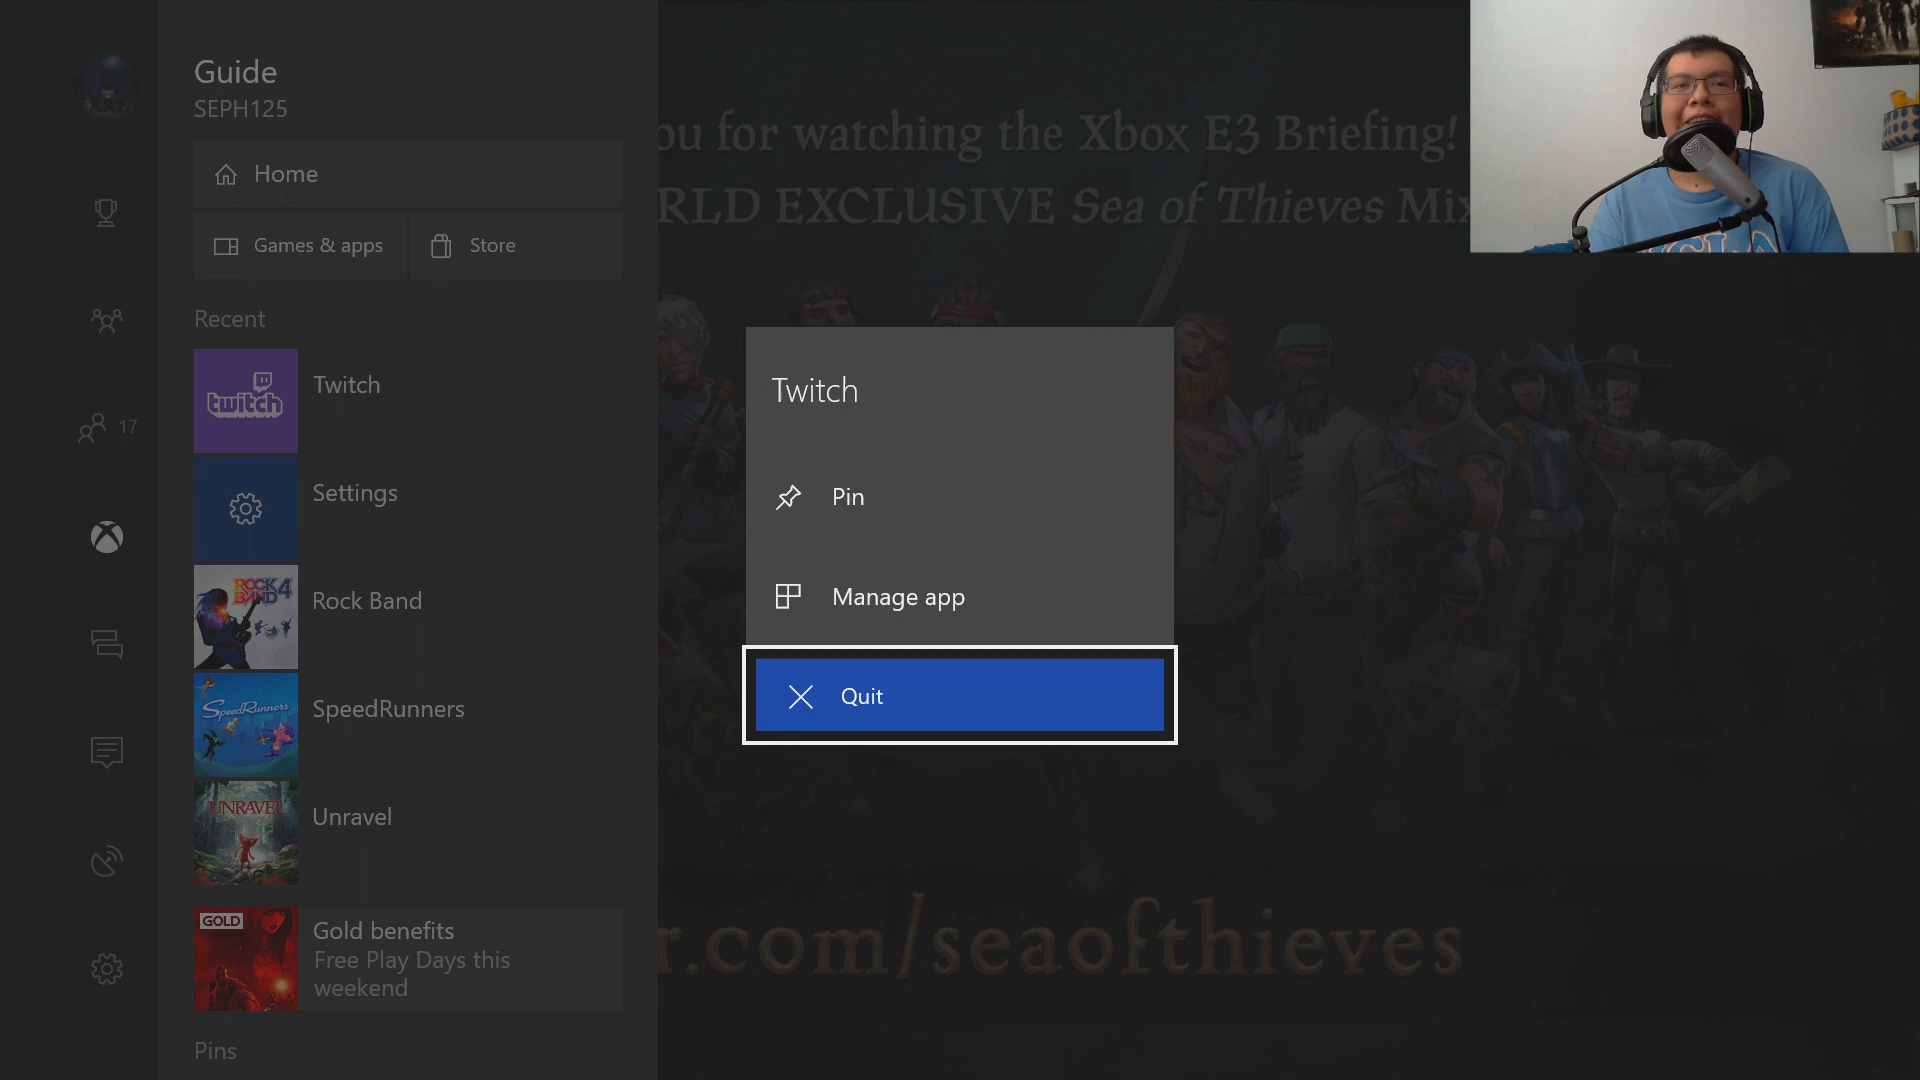 Guide
SEPH125
Home
Games & apps
Store
Recent
twitch
Twitch
Settings
ROCK BAND 4
Rock Band
SpeedRunners
SpeedRunners
UNRAVEL
Unravel
GOLD
Gold benefits
Free Play Days this
weekend
Pins
17
ou for watching the Xbox E3 Briefing!
RLD EXCLUSIVE Sea of Thieves Mix
Twitch
Pin
Manage app
Quit
r.com/seaofthieves